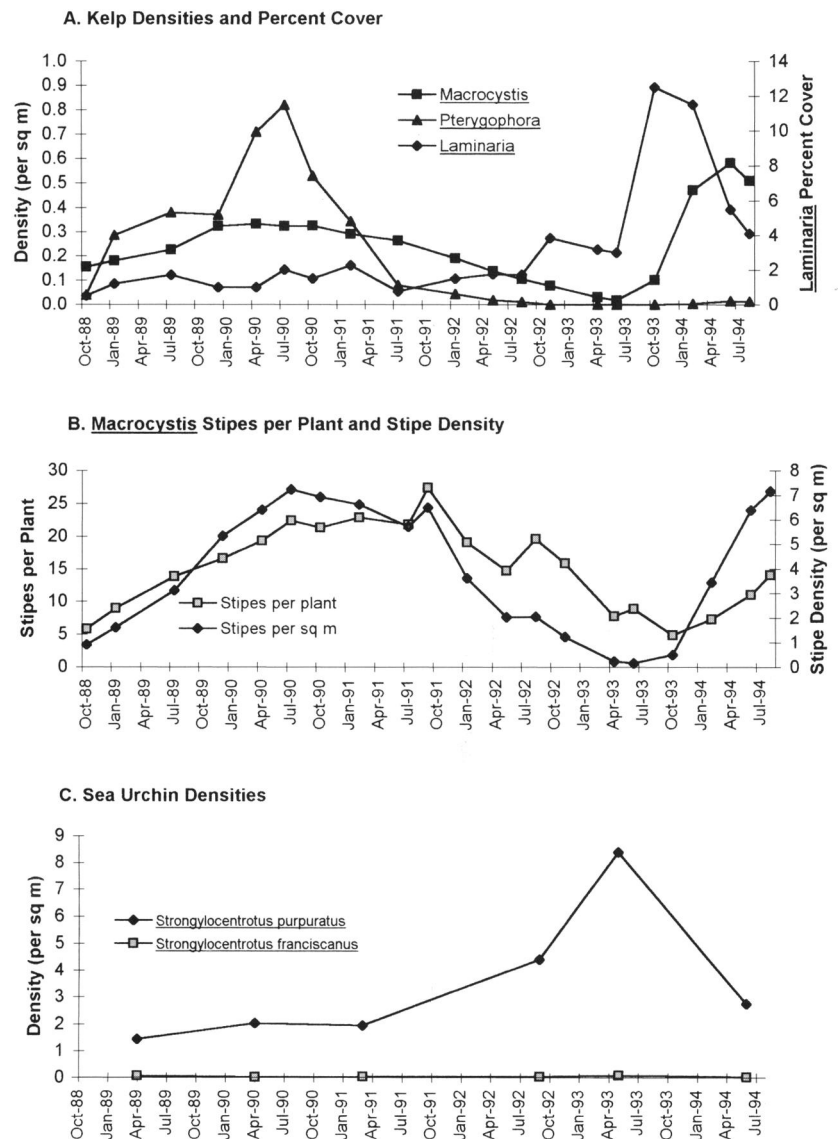 A. Kelp Densities and Percent Cover
1.0
0.9
0.8
0.7
0.6
0.5
0.4
0.3
0.2
0.1
0.0
Density (per sq m)
Macrocystis
Pterygophora
Laminaria
14
12
10
8
6
4
2
0
Laminaria Percent Cover
Oct-88 Jan-89 Apr-89 Jul-89 Oct-89 Jan-90 Apr-90 Jul-90 Oct-90 Jan-91 Apr-91 Jul-91 Oct-91 Jan-92 Apr-92 Jul-92 Oct-92 Jan-93 Apr-93 Jul-93 Oct-93 Jan-94 Apr-94 Jul-94
B. Macrocystis Stipes per Plant and Stipe Density
30
25
20
15
10
5
0
Stipes per Plant
Stipes per plant
Stipes per sq m
8
7
6
5
4
3
2
1
0
Stipe Density (per sq m)
Oct-88 Jan-89 Apr-89 Jul-89 Oct-89 Jan-90 Apr-90 Jul-90 Oct-90 Jan-91 Apr-91 Jul-91 Oct-91 Jan-92 Apr-92 Jul-92 Oct-92 Jan-93 Apr-93 Jul-93 Oct-93 Jan-94 Apr-94 Jul-94
C. Sea Urchin Densities
9
8
7
6
5
4
3
2
1
0
Density (per sq m)
Strongylocentrotus purpuratus
Strongylocentrotus franciscanus
Oct-88 Jan-89 Apr-89 Jul-89 Oct-89 Jan-90 Apr-90 Jul-90 Oct-90 Jan-91 Apr-91 Jul-91 Oct-91 Jan-92 Apr-92 Jul-92 Oct-92 Jan-93 Apr-93 Jul-93 Oct-93 Jan-94 Apr-94 Jul-94